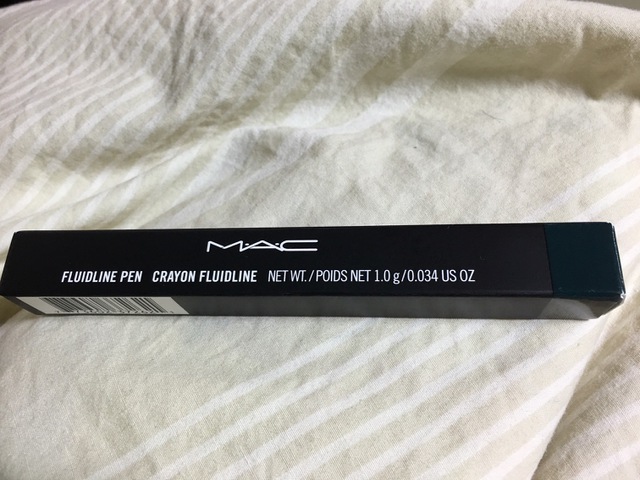 M·A·C
FLUIDLINE PEN CRAYON FLUIDLINE NET WT./POIDS NET 1.0 g/0.034 US OZ